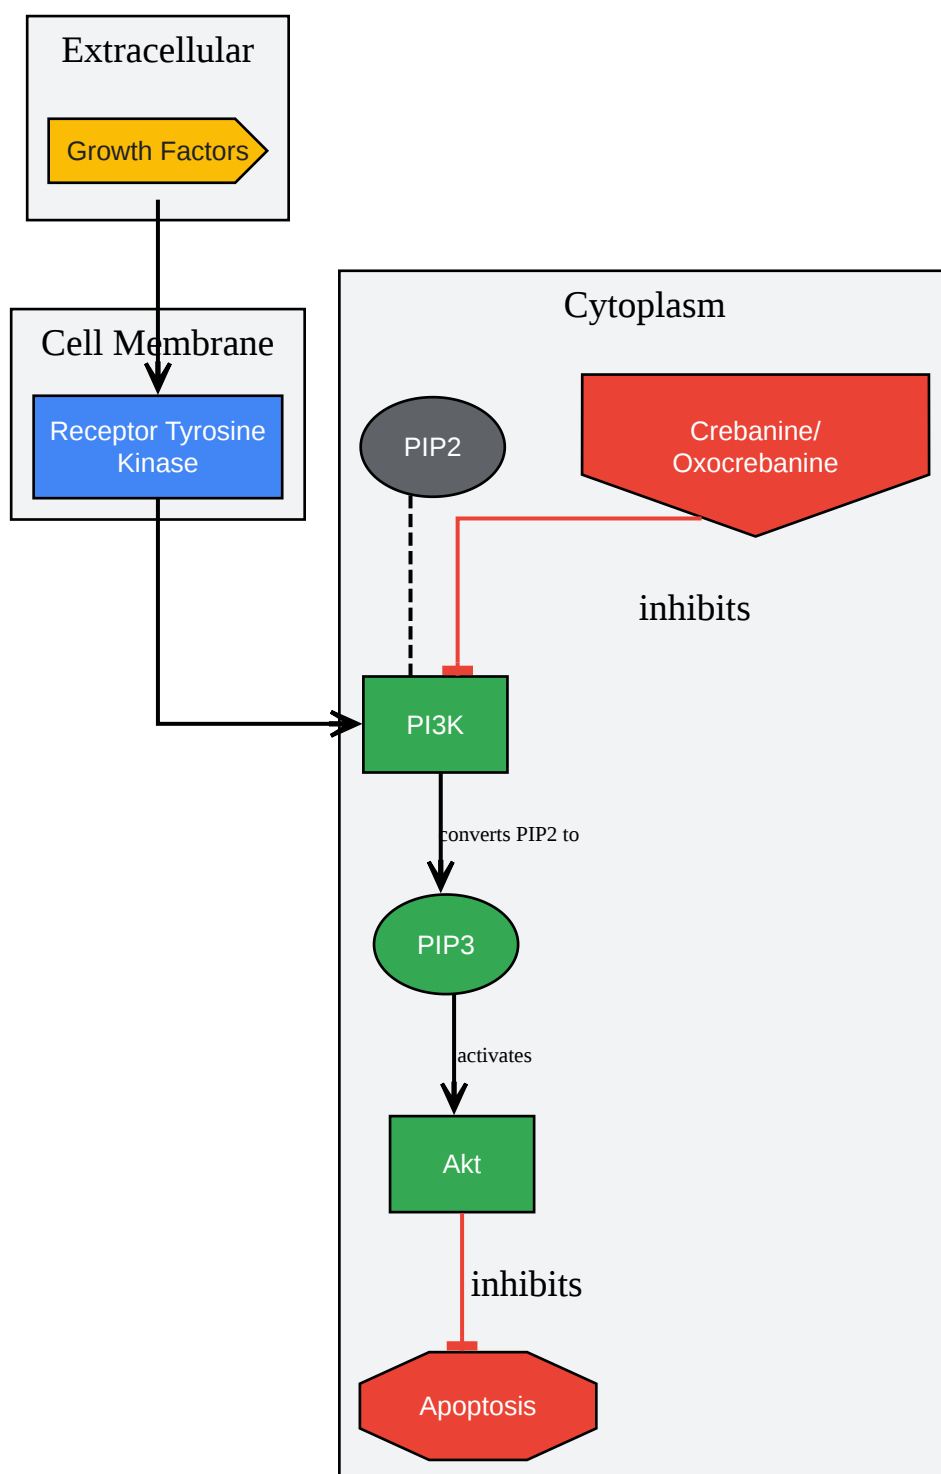 Extracellular
Growth Factors
Cell Membrane
Receptor Tyrosine
Kinase
Cytoplasm
PIP2
Crebanine/
Oxocrebanine
inhibits
PI3K
converts PIP2 to
PIP3
activates
Akt
inhibits
Apoptosis